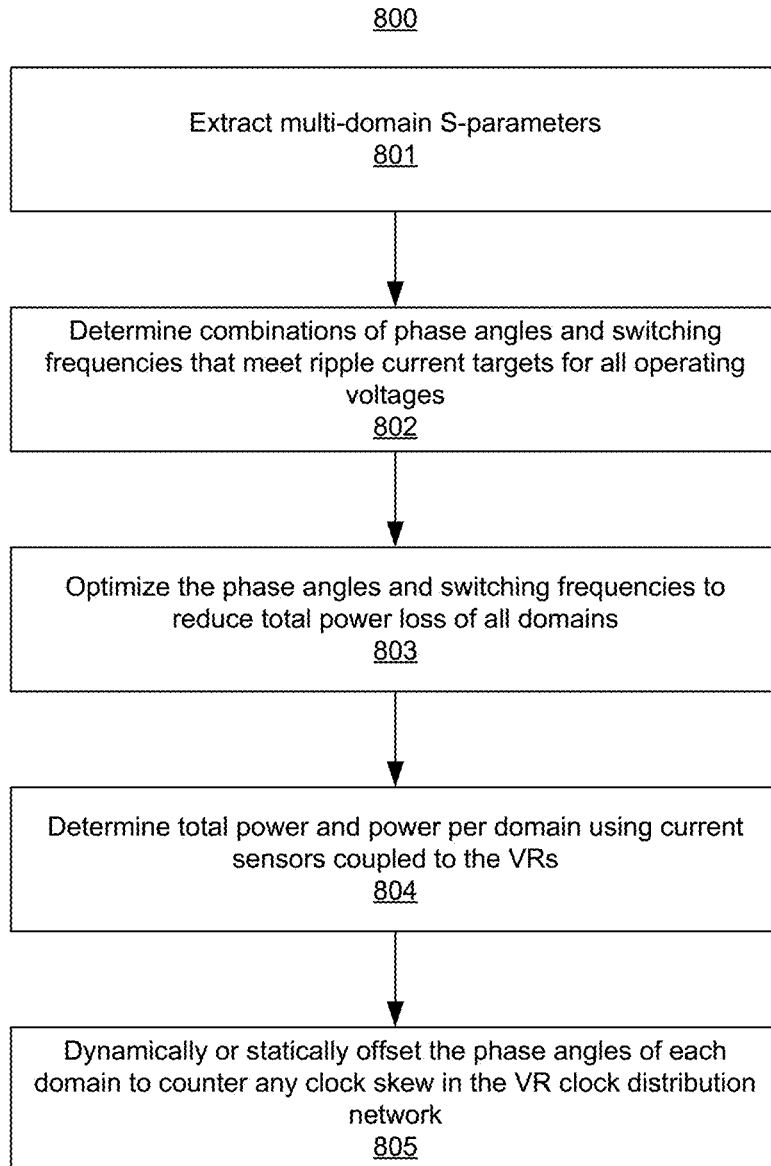 800
Extract multi-domain S-parameters
801
Determine combinations of phase angles and switching
frequencies that meet ripple current targets for all operating
voltages
802
Optimize the phase angles and switching frequencies to
reduce total power loss of all domains
803
Determine total power and power per domain using current
sensors coupled to the VRs
804
Dynamically or statically offset the phase angles of each
domain to counter any clock skew in the VR clock distribution
network
805